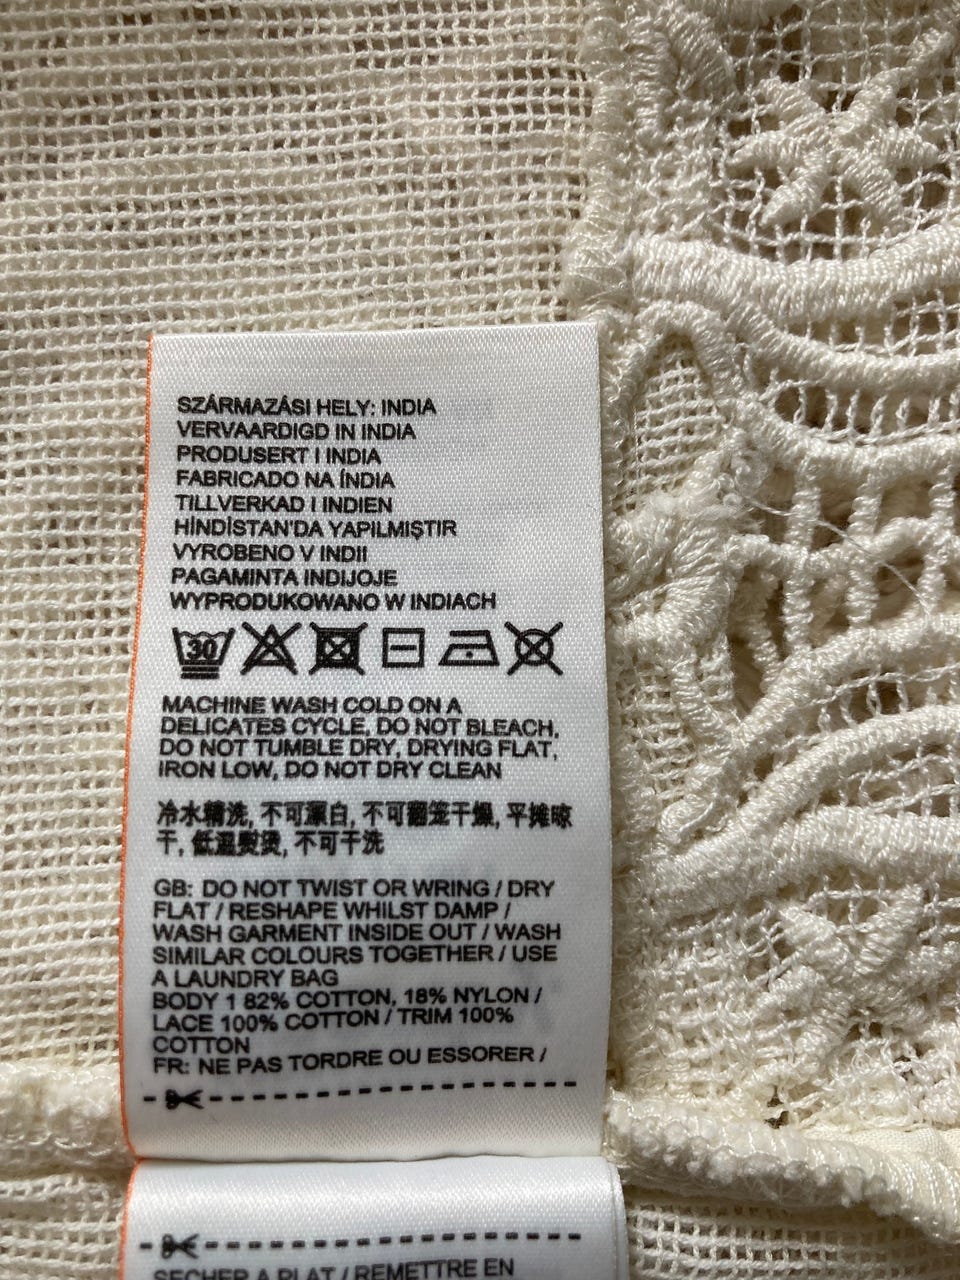 SZÁRMAZÁSI HELY: INDIA
VERVAARDIGD IN INDIA
PRODUSERT I INDIA
FABRICADO NA ÍNDIA
TILLVERKAD I INDIEN
HİNDİSTAN'DA YAPILMIŞTIR
VYROBENO V INDII
PAGAMINTA INDIJOJE
WYPRODUKOWANO W INDIACH
30
MACHINE WASH COLD ON A
DELICATES CYCLE, DO NOT BLEACH,
DO NOT TUMBLE DRY, DRYING FLAT,
IRON LOW, DO NOT DRY CLEAN
冷水精洗, 不可漂白, 不可翻笼干燥, 平摊晾
干, 低温熨烫, 不可干洗
GB: DO NOT TWIST OR WRING / DRY
FLAT / RESHAPE WHILST DAMP /
WASH GARMENT INSIDE OUT / WASH
SIMILAR COLOURS TOGETHER / USE
A LAUNDRY BAG
BODY 1 82% COTTON, 18% NYLON /
LACE 100% COTTON / TRIM 100%
COTTON
FR: NE PAS TORDRE OU ESSORER /
SECHER A PLAT / REMETTRE EN